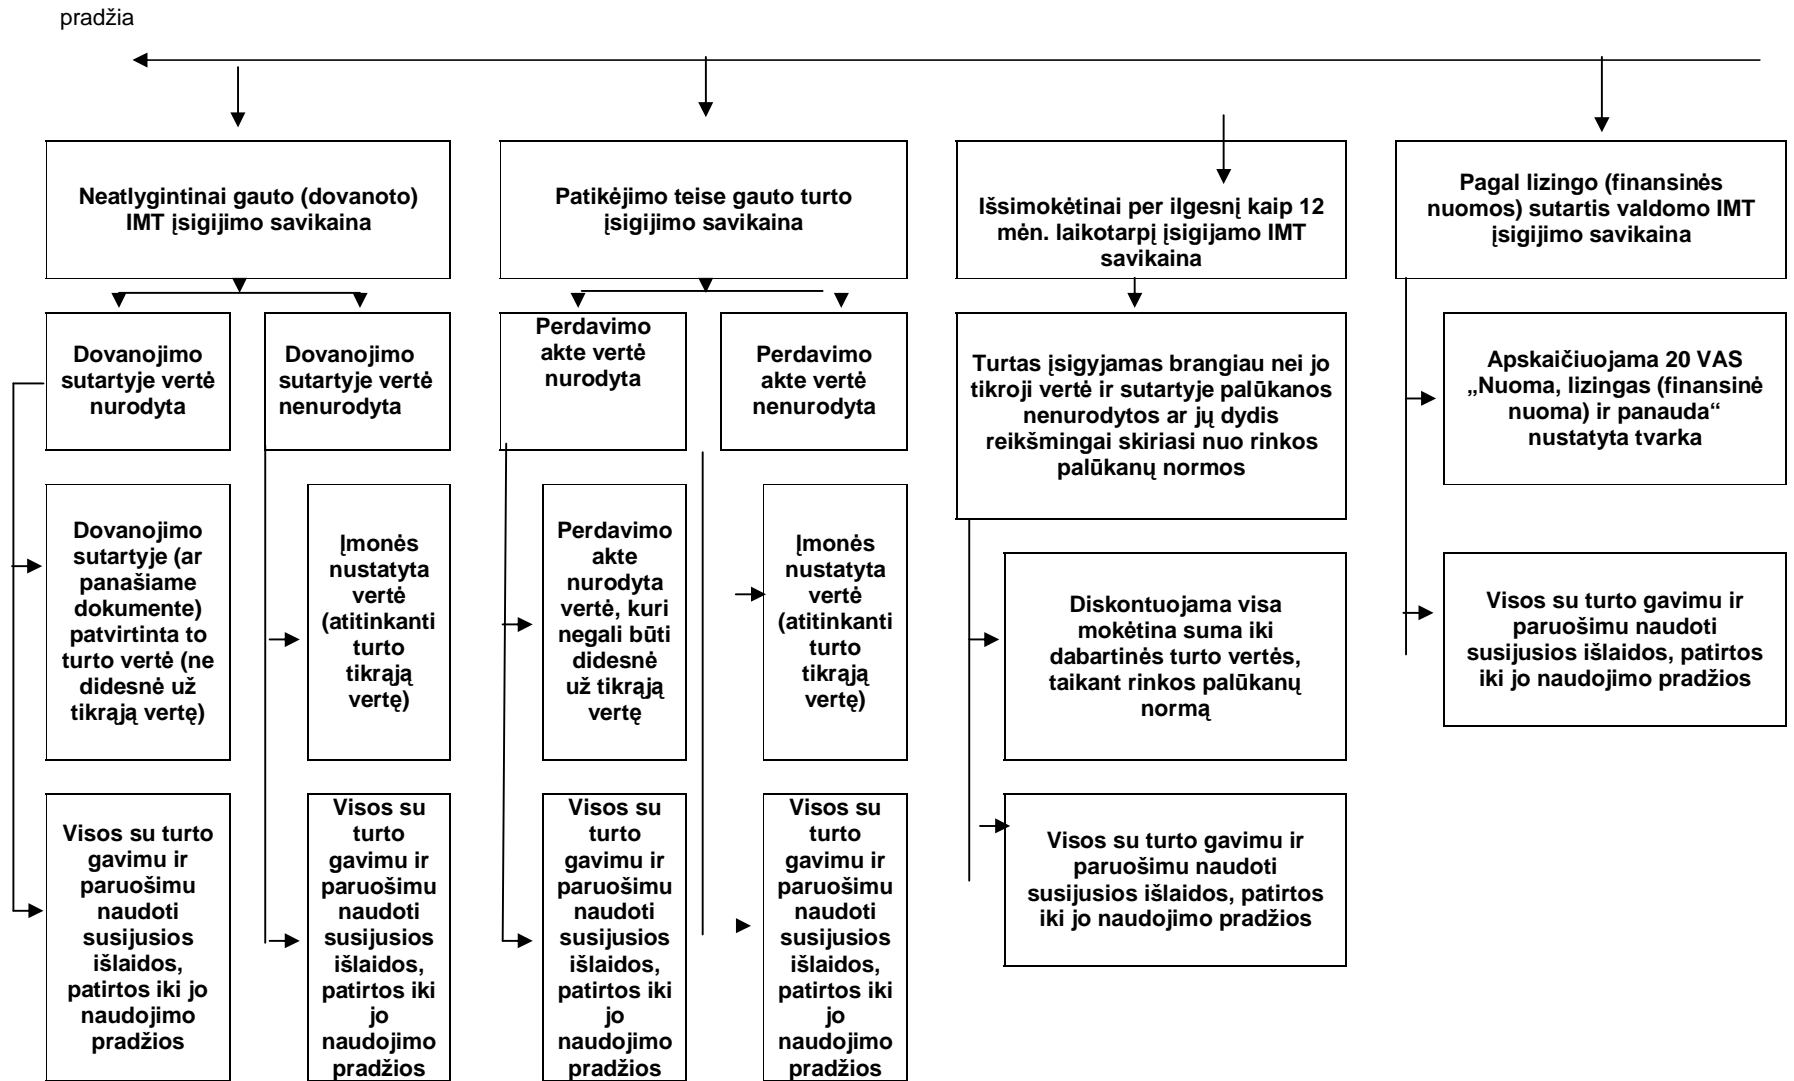 pradžia
Neatlygintinai gauto (dovanoto)
IMT įsigijimo savikaina
Patikėjimo teise gauto turto
įsigijimo savikaina
Išsimokėtinai per ilgesnį kaip 12
mėn. laikotarpį įsigijamo IMT
savikaina
Pagal lizingo (finansinės
nuomos) sutartis valdomo IMT
įsigijimo savikaina
Dovanojimo
sutartyje vertė
nurodyta
Dovanojimo
sutartyje vertė
nenurodyta
Perdavimo
akte vertė
nurodyta
Perdavimo
akte vertė
nenurodyta
Turtas įsigyjamas brangiau nei jo
tikroji vertė ir sutartyje palūkanos
nenurodytos ar jų dydis
reikšmingai skiriasi nuo rinkos
palūkanų normos
Apskaičiuojama 20 VAS
„Nuoma, lizingas (finansinė
nuoma) ir panauda“
nustatyta tvarka
Dovanojimo
sutartyje (ar
panašiame
dokumente)
patvirtinta to
turto vertė (ne
didesnė už
tikrąją vertę)
Įmonės
nustatyta
vertė
(atitinkanti
turto
tikrąją
vertę)
Perdavimo
akte
nurodyta
vertė, kuri
negali būti
didesnė
už tikrąją
vertę
Įmonės
nustatyta
vertė
(atitinkanti
turto
tikrąją
vertę)
Diskontuojama visa
mokėtina suma iki
dabartinės turto vertės,
taikant rinkos palūkanų
normą
Visos su turto gavimu ir
paruošimu naudoti
susijusios išlaidos, patirtos
iki jo naudojimo pradžios
Visos su turto
gavimu ir
paruošimu
naudoti
susijusios
išlaidos,
patirtos iki jo
naudojimo
pradžios
Visos su
turto
gavimu ir
paruošimu
naudoti
susijusios
išlaidos,
patirtos iki
jo
naudojimo
pradžios
Visos su
turto
gavimu ir
paruošimu
naudoti
susijusios
išlaidos,
patirtos iki
jo
naudojimo
pradžios
Visos su
turto
gavimu ir
paruošimu
naudoti
susijusios
išlaidos,
patirtos iki
jo
naudojimo
pradžios
Visos su turto gavimu ir
paruošimu naudoti
susijusios išlaidos, patirtos
iki jo naudojimo pradžios